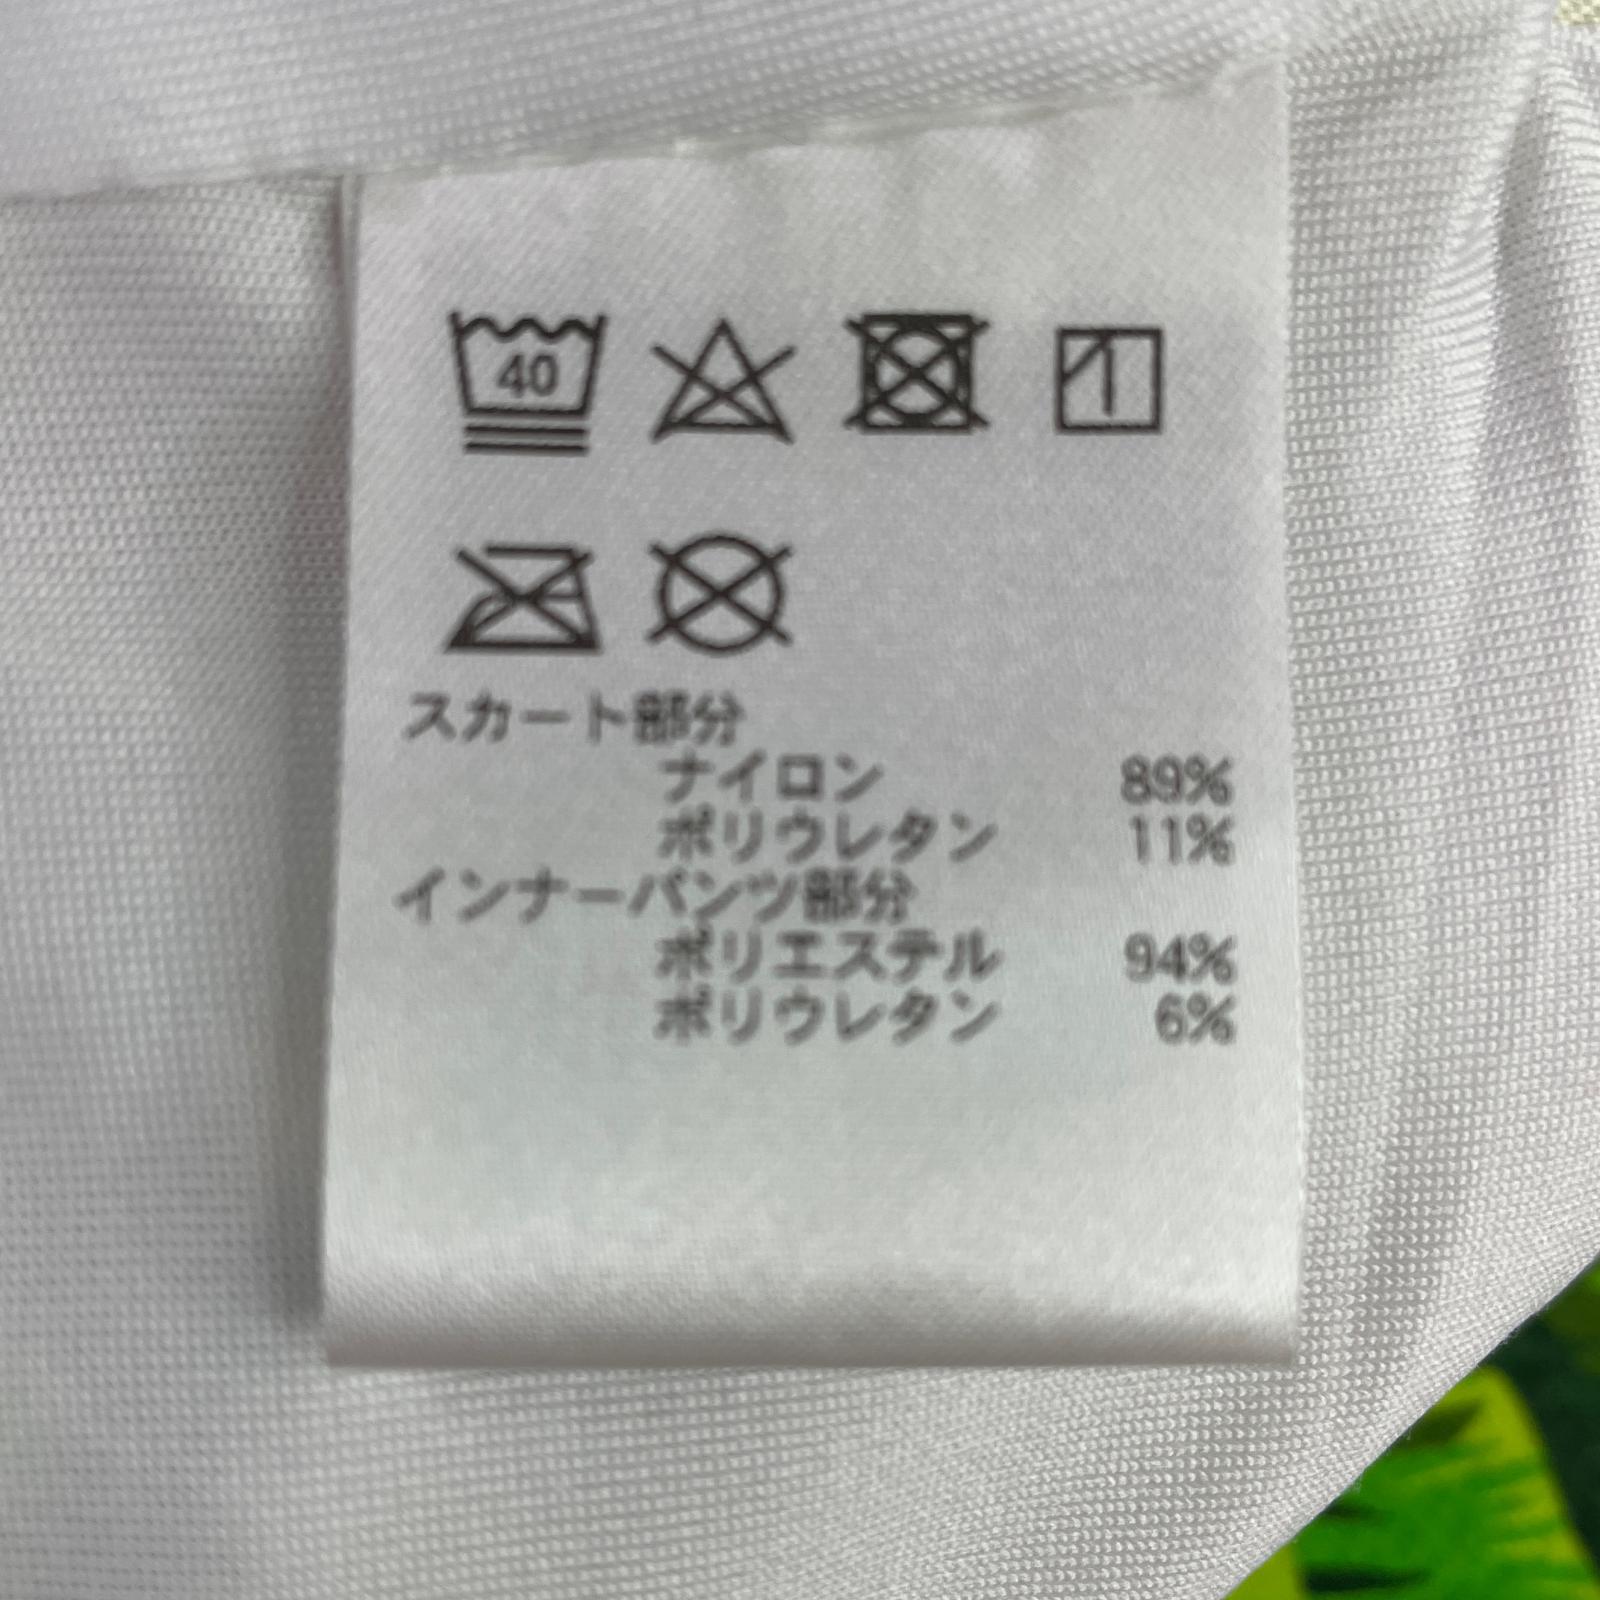 40
スカート部分
ナイロン 89%
ポリウレタン 11%
インナーパンツ部分
ポリエステル 94%
ポリウレタン 6%